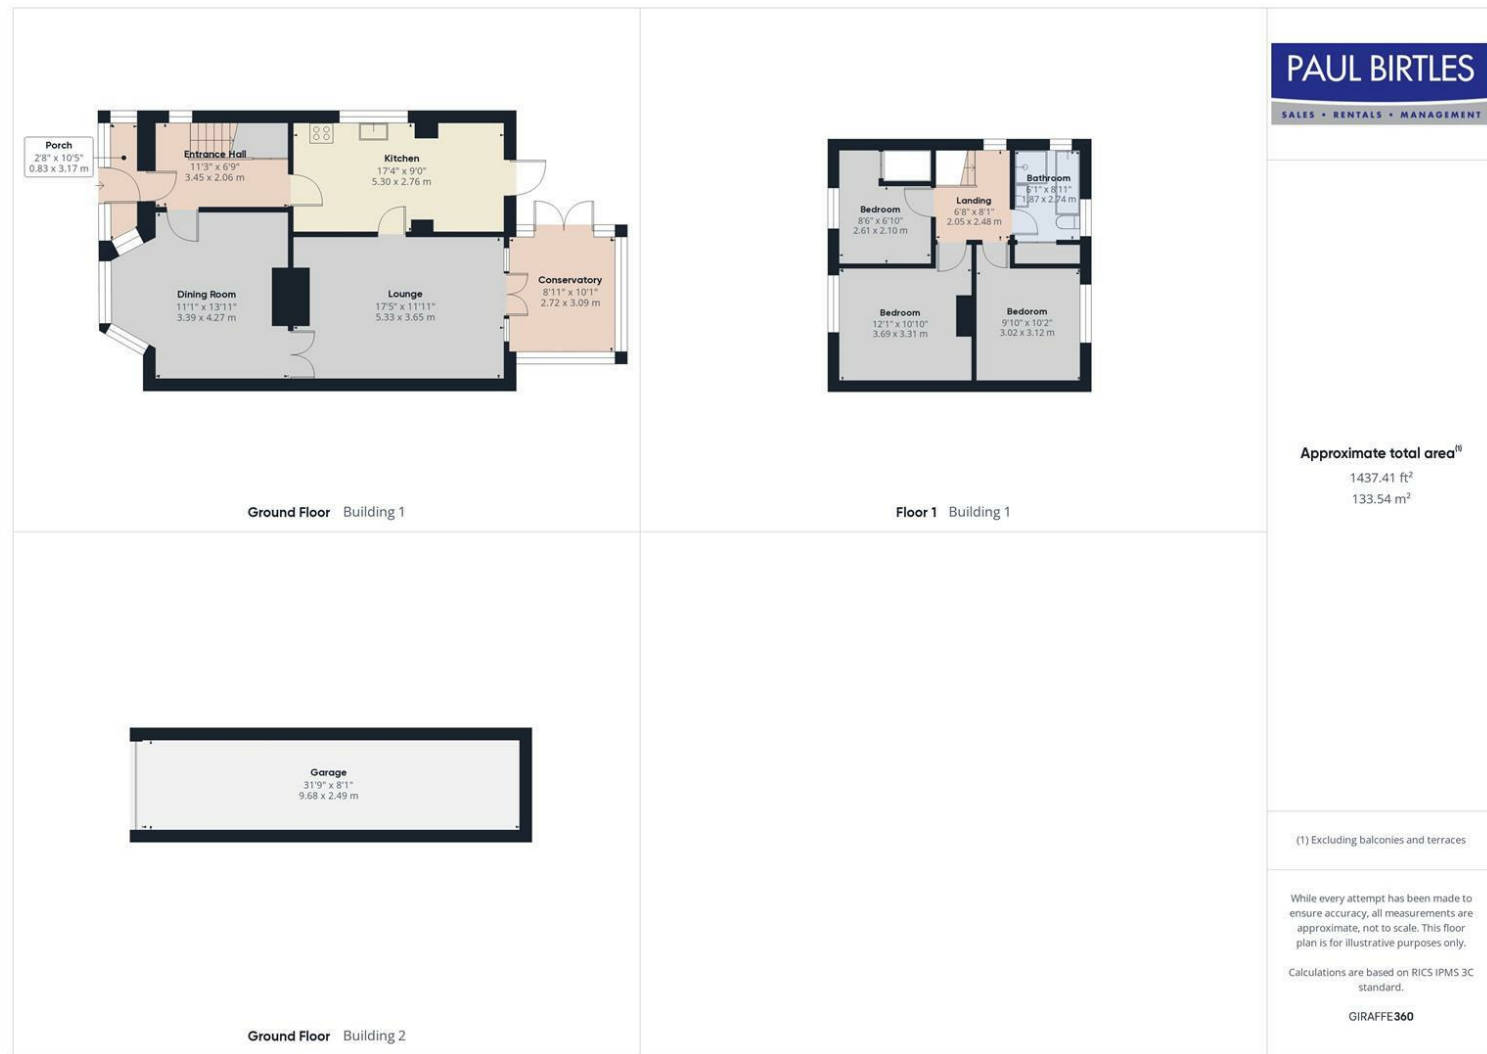 Porch
2'8" x 10'5"
0.83 x 3.17 m
Entrance Hall
11'3" x 6'9"
3.45 x 2.06 m
Kitchen
17'4" x 9'0"
5.30 x 2.76 m
Dining Room
11'1" x 13'11"
3.39 x 4.27 m
Lounge
17'5" x 11'11"
5.33 x 3.65 m
Conservatory
8'11" x 10'1"
2.72 x 3.09 m
Ground Floor Building 1
Bedroom
8'6" x 6'10"
2.61 x 2.10 m
Landing
6'8" x 8'1"
2.05 x 2.48 m
Bathroom
6'1" x 8'11"
1.87 x 2.74 m
Bedroom
12'1" x 10'10"
3.69 x 3.31 m
Bedorom
9'10" x 10'2"
3.02 x 3.12 m
Floor 1 Building 1
Garage
31'9" x 8'1"
9.68 x 2.49 m
Ground Floor Building 2
PAUL BIRTLES
SALES • RENTALS • MANAGEMENT
Approximate total area(1)
1437.41 ft²
133.54 m²
(1) Excluding balconies and terraces
While every attempt has been made to
ensure accuracy, all measurements are
approximate, not to scale. This floor
plan is for illustrative purposes only.
Calculations are based on RICS IPMS 3C
standard.
GIRAFFE360